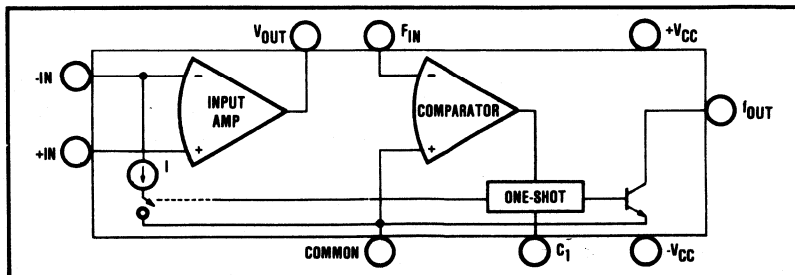 VOUT
FIN
+VCC
-IN
INPUT
AMP
−
+
COMPARATOR
−
+
fOUT
+IN
I
ONE-SHOT
COMMON
C1
-VCC